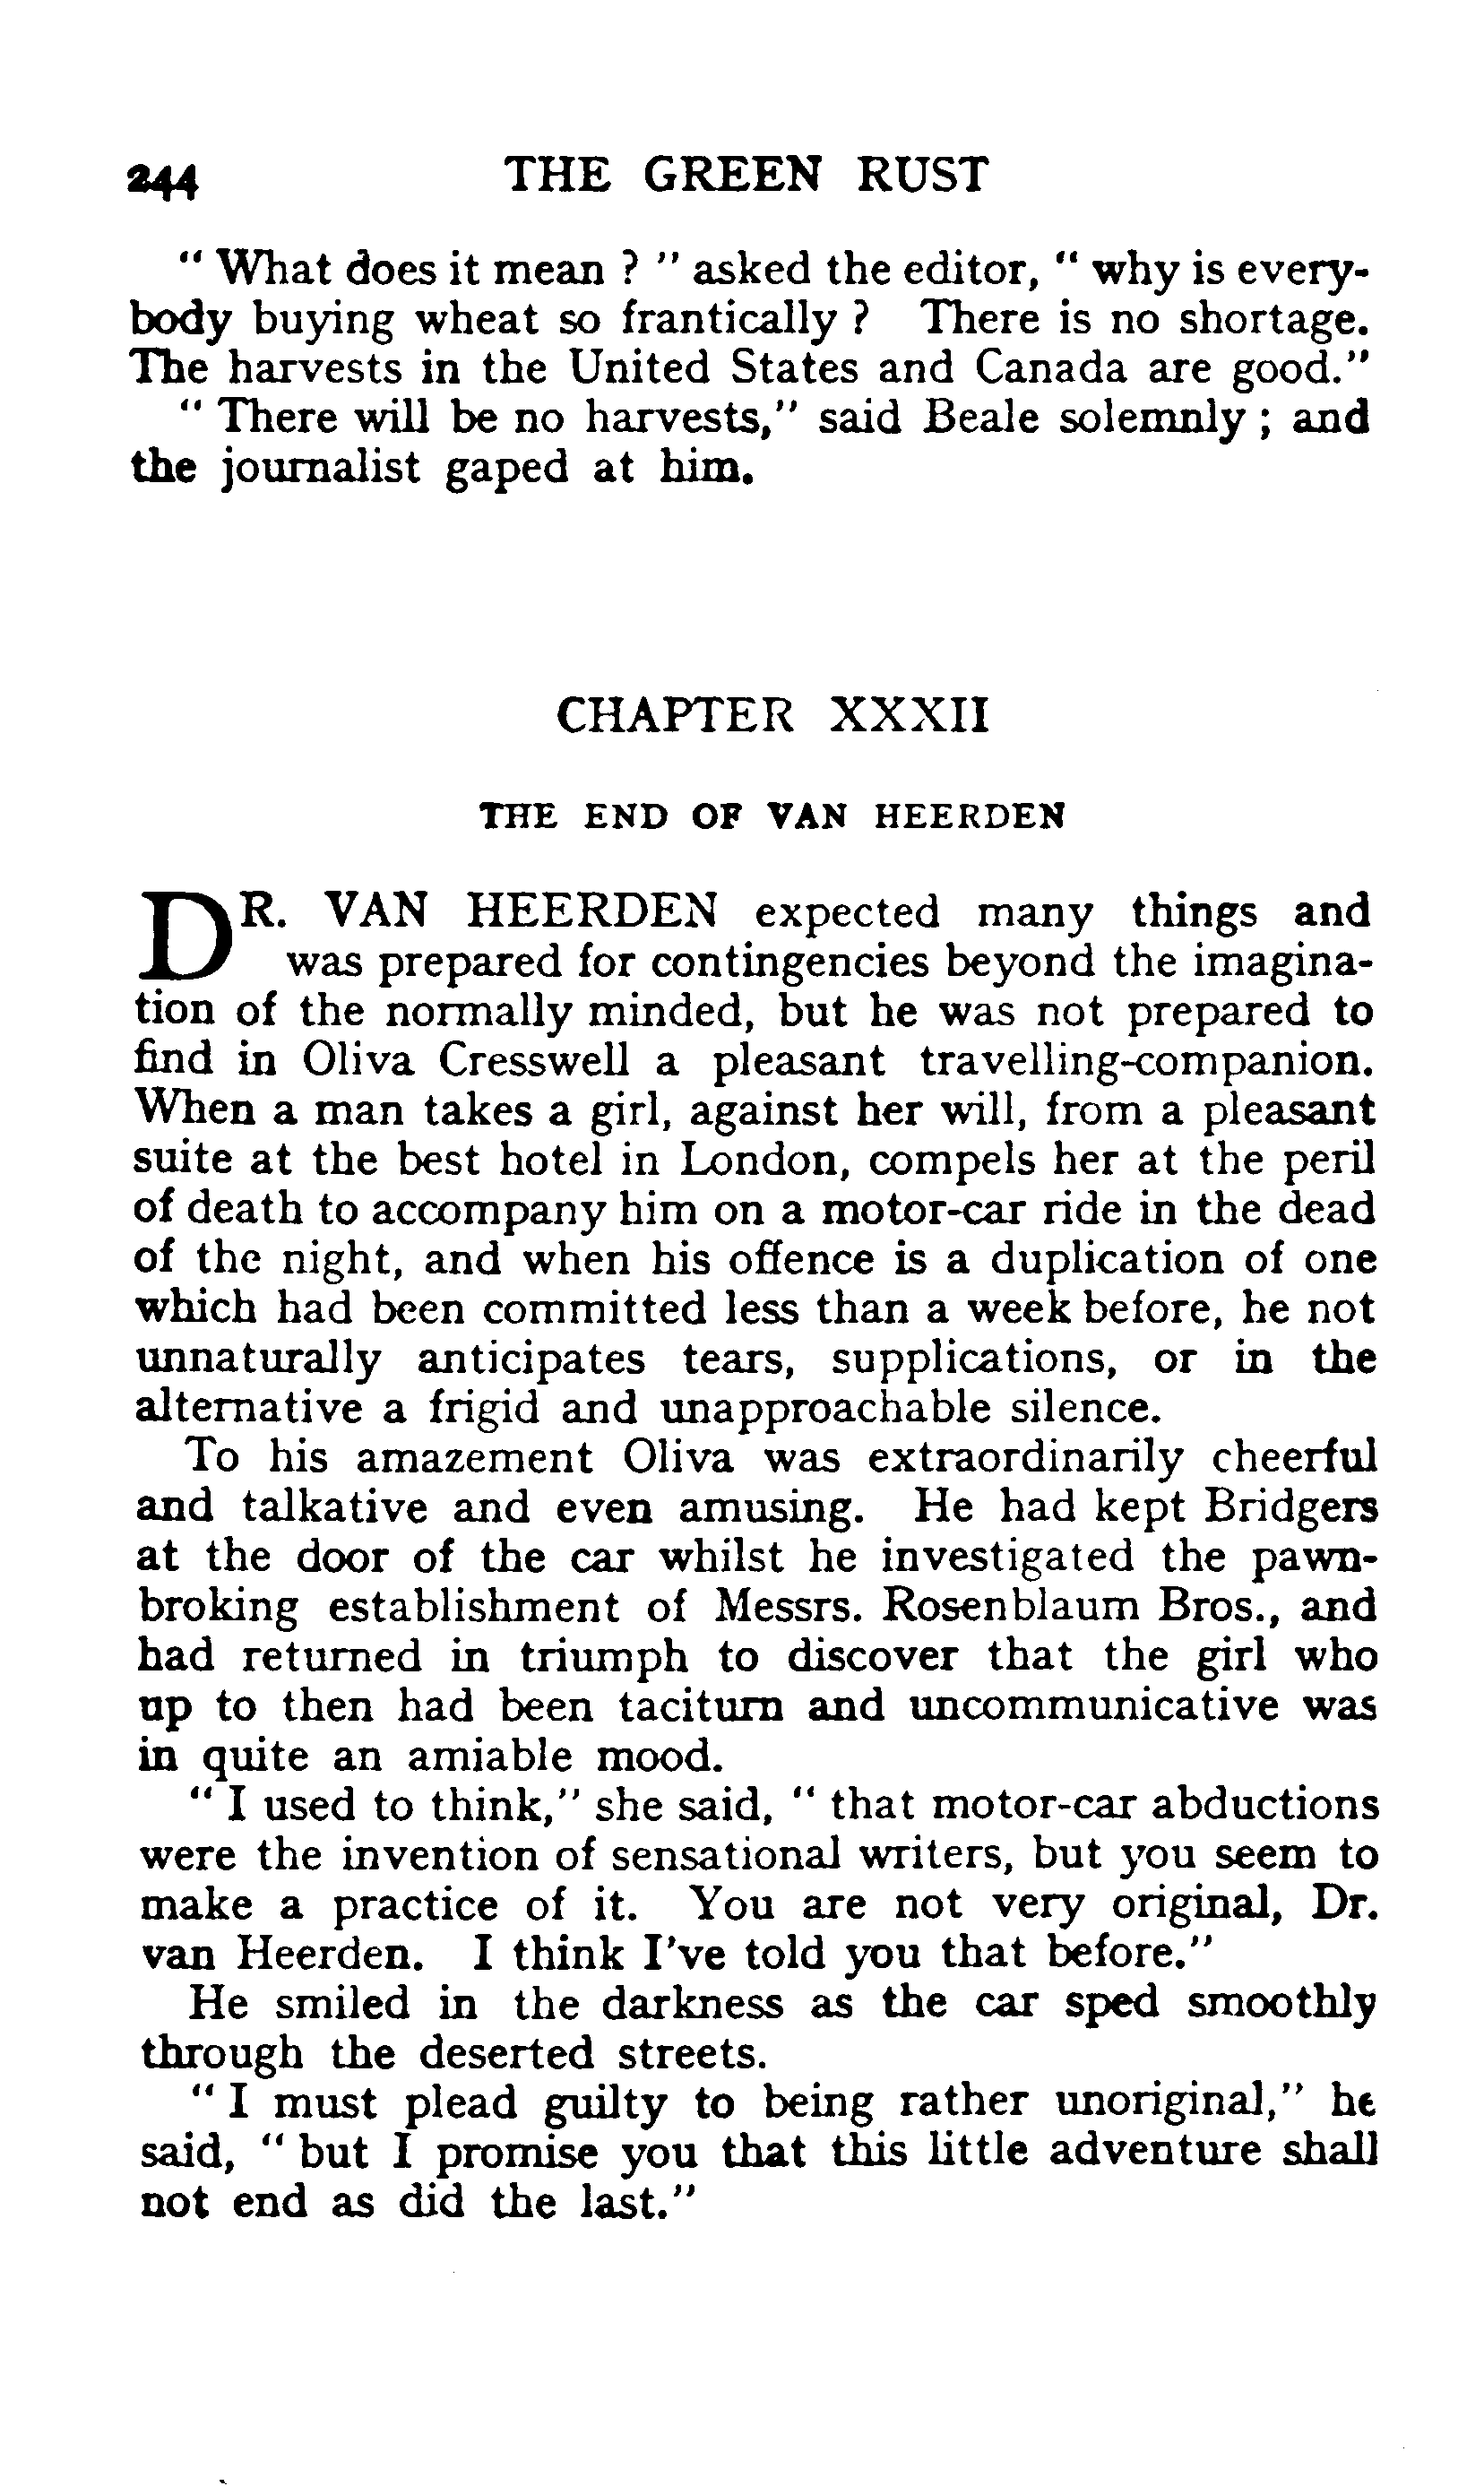 244 THE GREEN RUST
" What does it mean ? " asked the editor, " why is every-
body buying wheat so frantically ? There is no shortage.
The harvests in the United States and Canada are good."
" There will be no harvests," said Beale solemnly ; and
the journalist gaped at him.
CHAPTER XXXII
THE END OF VAN HEERDEN
DR. VAN HEERDEN expected many things and
was prepared for contingencies beyond the imagina-
tion of the normally minded, but he was not prepared to
find in Oliva Cresswell a pleasant travelling-companion.
When a man takes a girl, against her will, from a pleasant
suite at the best hotel in London, compels her at the peril
of death to accompany him on a motor-car ride in the dead
of the night, and when his offence is a duplication of one
which had been committed less than a week before, he not
unnaturally anticipates tears, supplications, or in the
alternative a frigid and unapproachable silence.
To his amazement Oliva was extraordinarily cheerful
and talkative and even amusing. He had kept Bridgers
at the door of the car whilst he investigated the pawn-
broking establishment of Messrs. Rosenblaum Bros., and
had returned in triumph to discover that the girl who
up to then had been taciturn and uncommunicative was
in quite an amiable mood.
" I used to think," she said, " that motor-car abductions
were the invention of sensational writers, but you seem to
make a practice of it. You are not very original, Dr.
van Heerden. I think I've told you that before."
He smiled in the darkness as the car sped smoothly
through the deserted streets.
" I must plead guilty to being rather unoriginal," he
said, " but I promise you that this little adventure shall
not end as did the last."